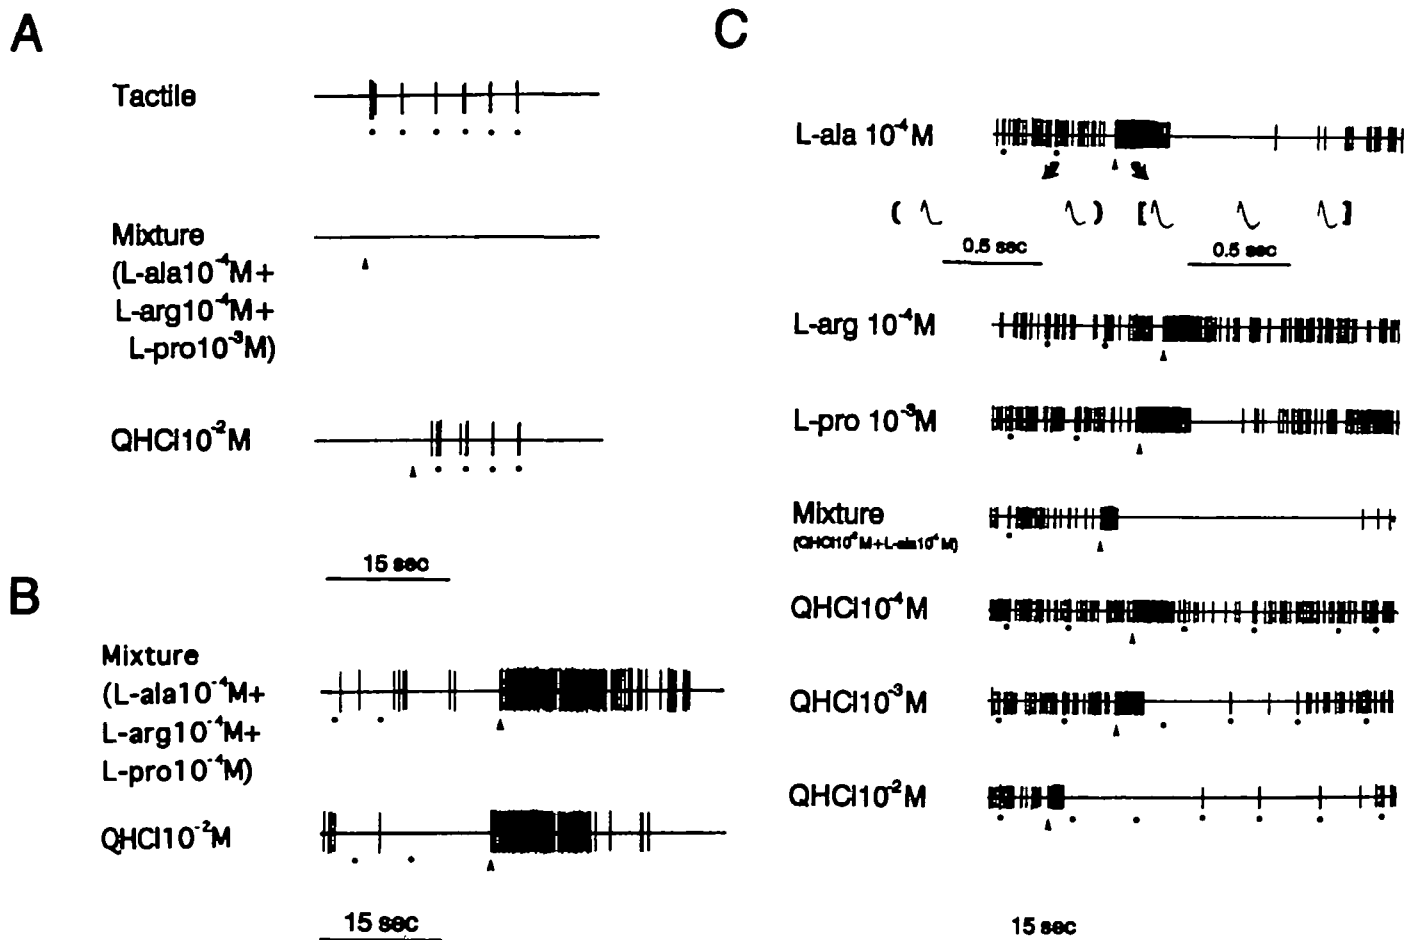 A
Tactile
Mixture
(L-ala10⁻⁴M+
L-arg10⁻⁴M+
L-pro10⁻³M)
QHCl10⁻²M
15 sec
B
Mixture
(L-ala10⁻⁴M+
L-arg10⁻⁴M+
L-pro10⁻⁴M)
QHCl10⁻²M
15 sec
C
L-ala 10⁻⁴M
0.5 sec
0.5 sec
L-arg 10⁻⁴M
L-pro 10⁻³M
Mixture
QHCl10⁻⁴M
QHCl10⁻³M
QHCl10⁻²M
15 sec